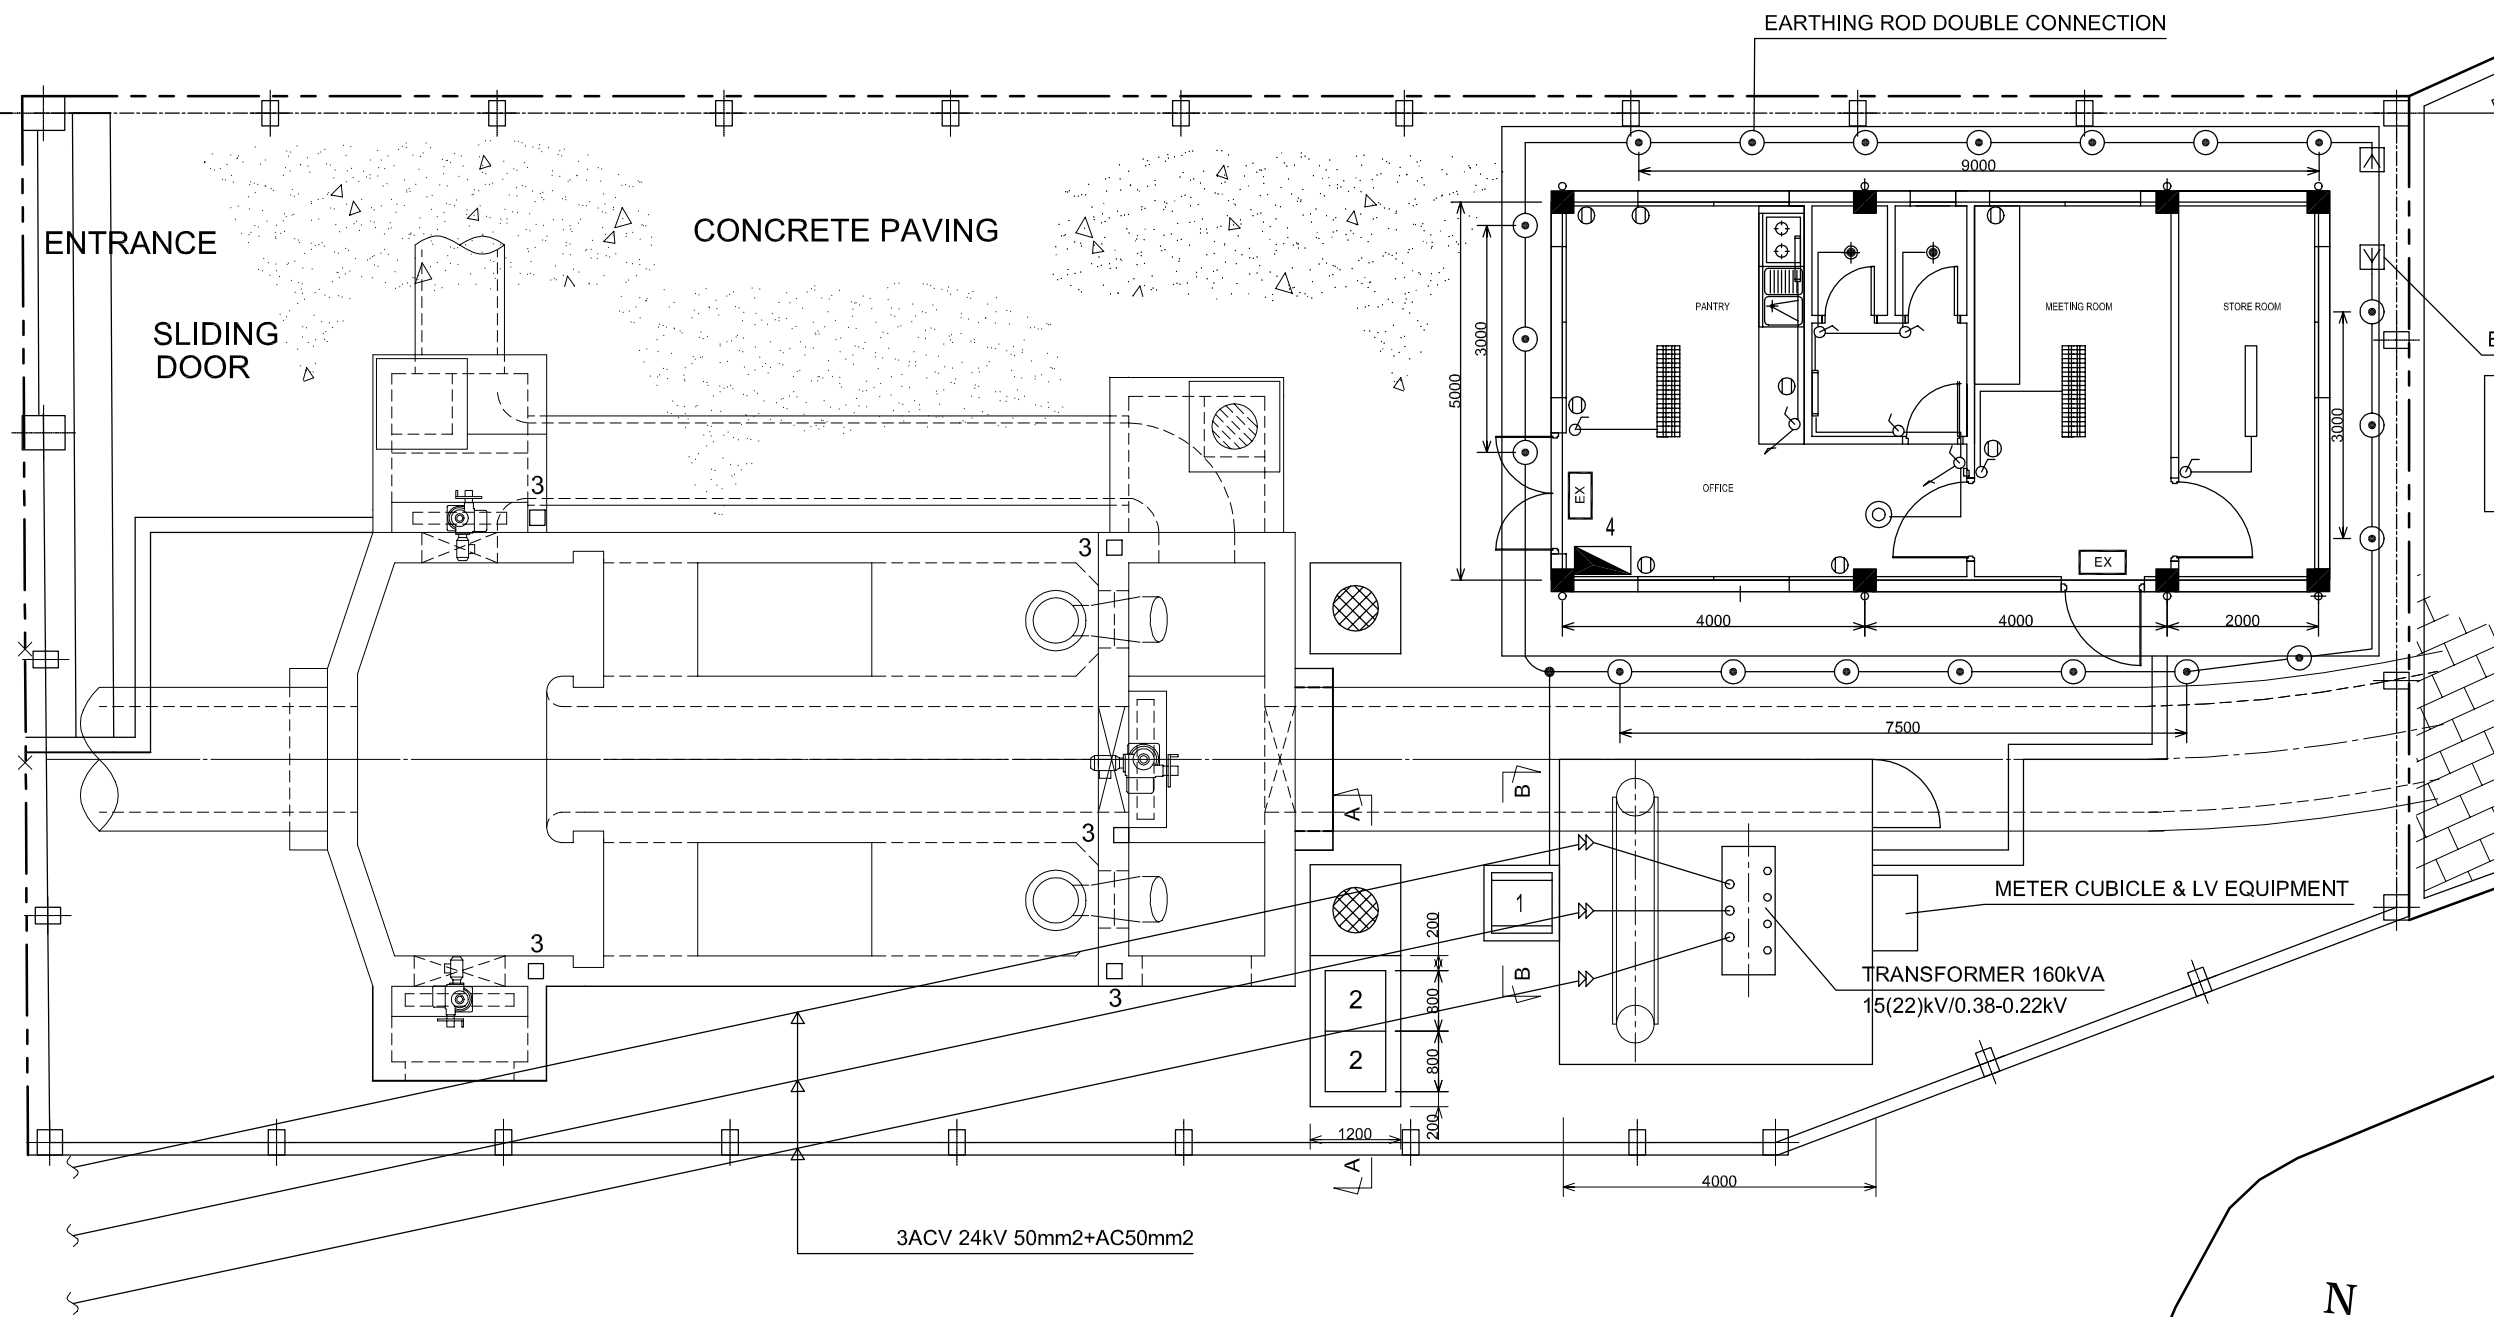 EARTHING ROD DOUBLE CONNECTION
9000
ENTRANCE
CONCRETE PAVING
SLIDING
DOOR
PANTRY
MEETING ROOM
STORE ROOM
3000
5000
3000
OFFICE
EX
4
EX
3
3
4000
4000
2000
7500
B
A
3
1
METER CUBICLE & LV EQUIPMENT
200
3
B
TRANSFORMER 160kVA
15(22)kV/0.38-0.22kV
3
2
800
2
800
200
1200
A
4000
3ACV 24kV 50mm2+AC50mm2
N